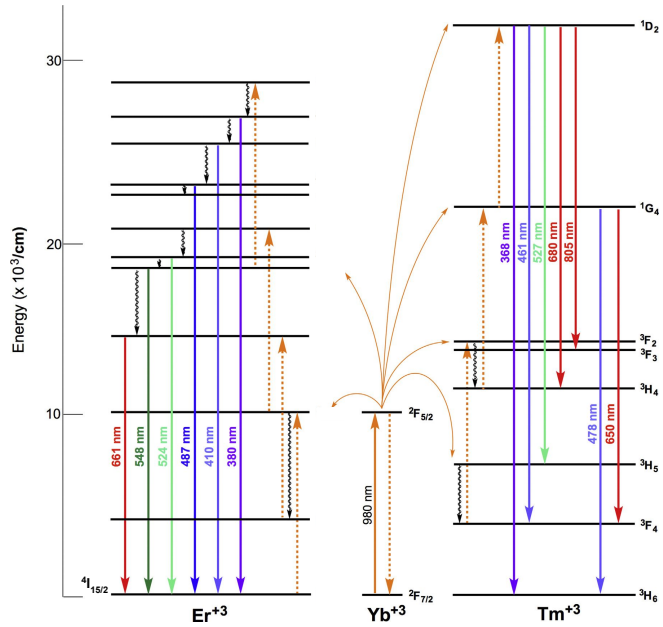 ¹D₂
30
¹G₄
20
Energy (x 10³/cm)
368 nm
461 nm
527 nm
680 nm
805 nm
³F₂
³F₃
³H₄
10
²F₅/₂
661 nm
548 nm
524 nm
487 nm
410 nm
380 nm
478 nm
650 nm
³H₅
980 nm
³F₄
⁴I₁₅/₂
²F₇/₂
³H₆
Er⁺³
Yb⁺³
Tm⁺³